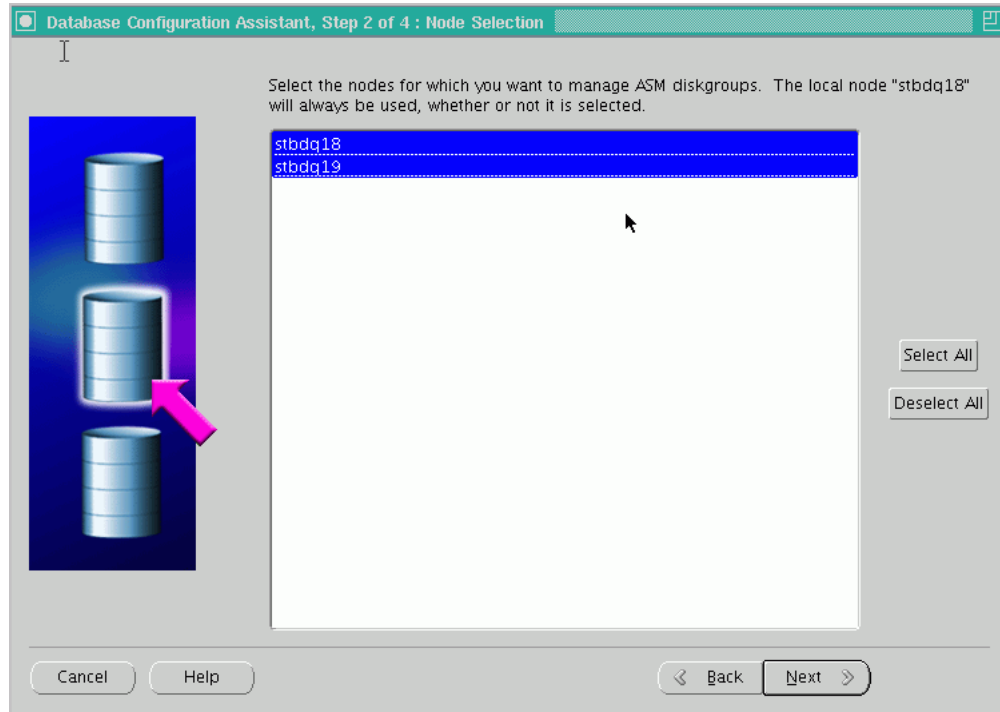 Database Configuration Assistant, Step 2 of 4 : Node Selection
Select the nodes for which you want to manage ASM diskgroups.  The local node "stbdq18"
will always be used, whether or not it is selected.
stbdq18
stbdq19
Select All
Deselect All
Cancel
Help
Back
Next